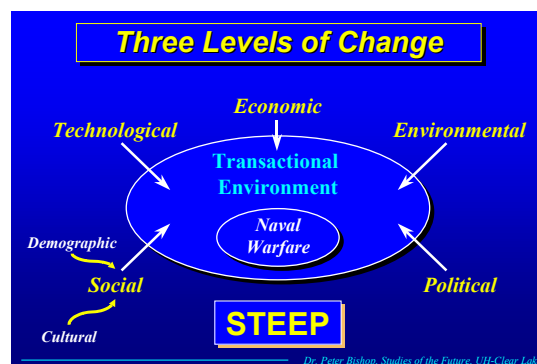 Three Levels of Change
Economic
Technological
Environmental
Transactional
Environment
Naval
Warfare
Demographic
Social
Cultural
Political
STEEP
Dr. Peter Bishop, Studies of the Future, UH-Clear Lak